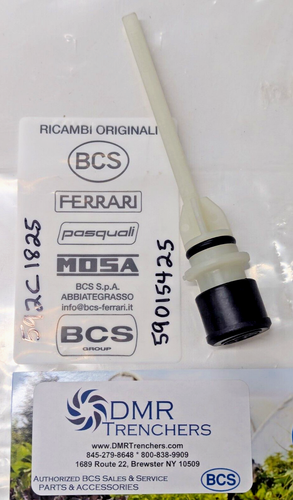 RICAMBI ORIGINALI
BCS
FERRARI
pasquali
MOSA
BCS S.p.A.
ABBIATEGRASSO
info@bcs-ferrari.it
BCS
GROUP
592C1825
59015425
DMR
TRENCHERS
www.DMRTrenchers.com
845-279-8648 * 800-838-9909
1689 Route 22, Brewster NY 10509
AUTHORIZED BCS SALES & SERVICE
PARTS & ACCESSORIES
BCS